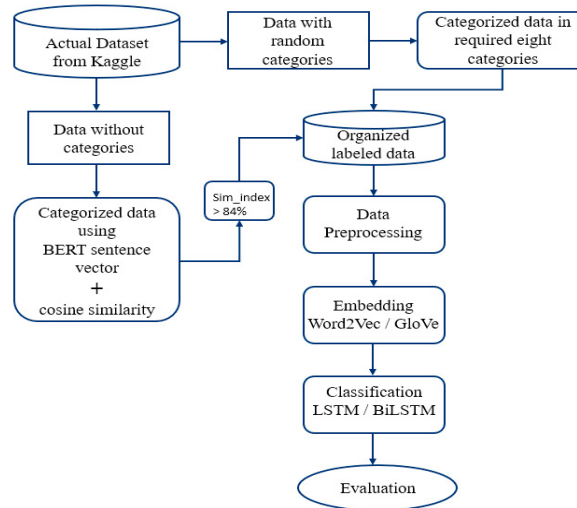 Actual Dataset
from Kaggle
Data with
random
categories
Categorized data in
required eight
categories
Data without
categories
Organized
labeled data
Categorized data
using
BERT sentence
vector
+
cosine similarity
Sim_index
> 84%
Data
Preprocessing
Embedding
Word2Vec / GloVe
Classification
LSTM / BiLSTM
Evaluation